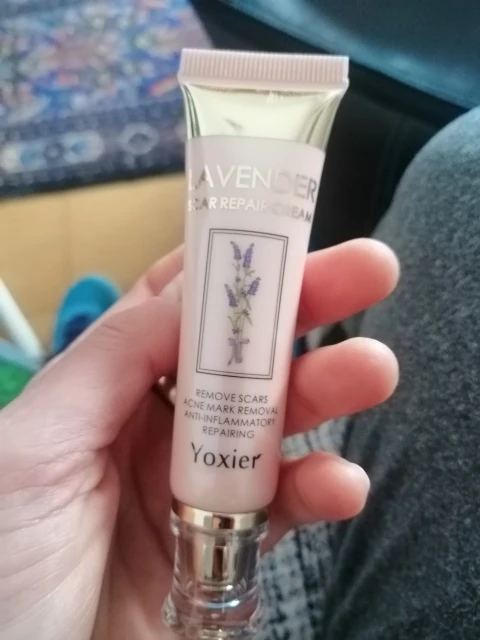 LAVENDER
SCAR REPAIR CREAM
REMOVE SCARS
ACNE MARK REMOVAL
ANTI-INFLAMMATORY
REPAIRING
Yoxier